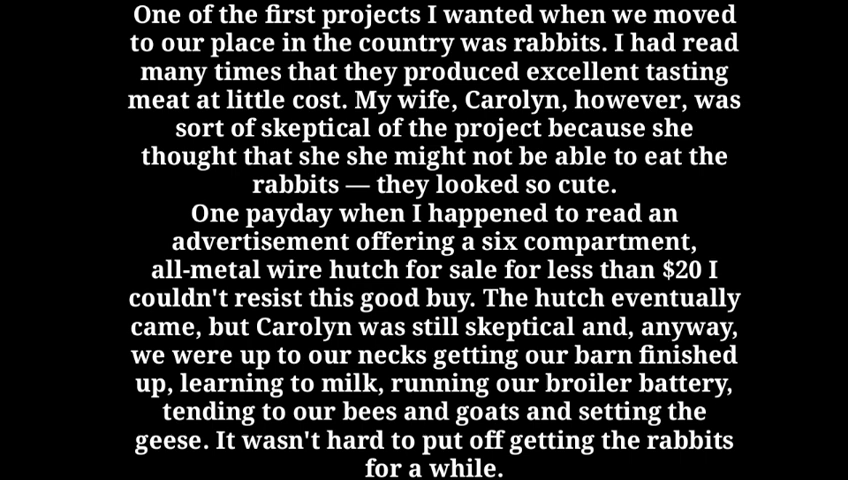 One of the first projects I wanted when we moved
to our place in the country was rabbits. I had read
many times that they produced excellent tasting
meat at little cost. My wife, Carolyn, however, was
sort of skeptical of the project because she
thought that she she might not be able to eat the
rabbits — they looked so cute.
One payday when I happened to read an
advertisement offering a six compartment,
all-metal wire hutch for sale for less than $20 I
couldn't resist this good buy. The hutch eventually
came, but Carolyn was still skeptical and, anyway,
we were up to our necks getting our barn finished
up, learning to milk, running our broiler battery,
tending to our bees and goats and setting the
geese. It wasn't hard to put off getting the rabbits
for a while.